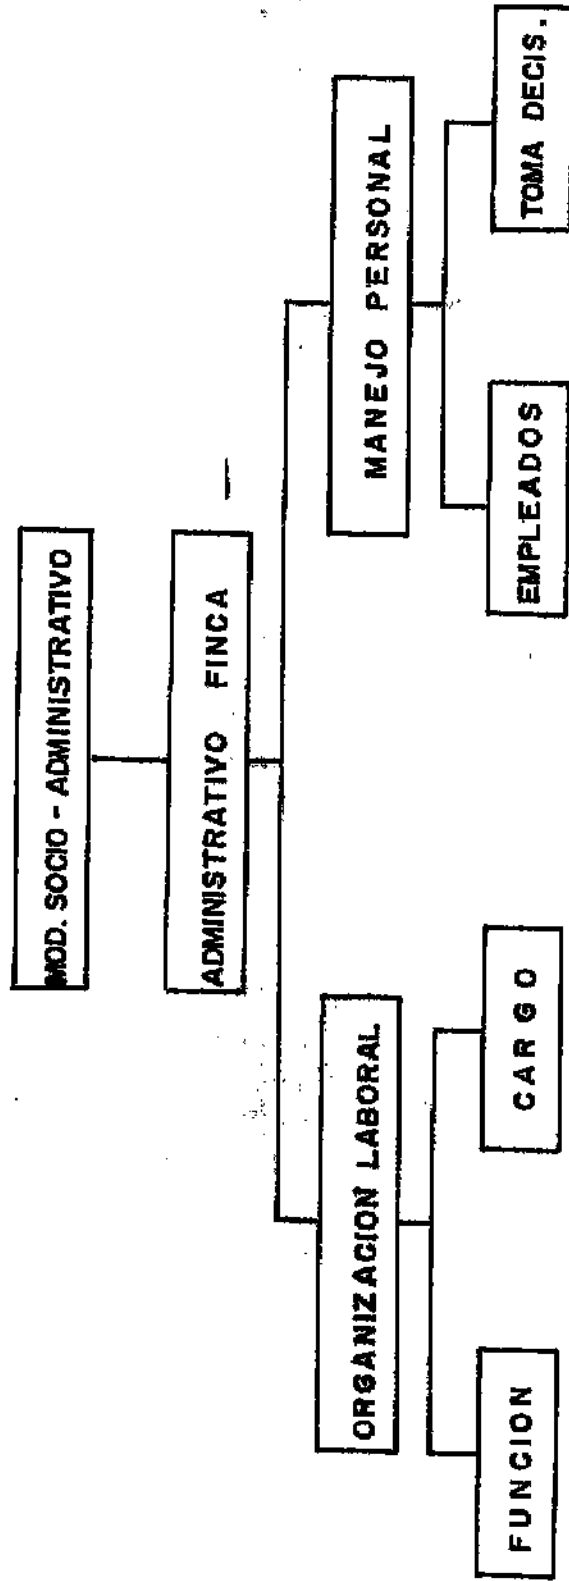 MOD. SOCIO - ADMINISTRATIVO
ADMINISTRATIVO FINCA
ORGANIZACION LABORAL
MANEJO PERSONAL
FUNCION
CARGO
EMPLEADOS
TOMA DECIS.